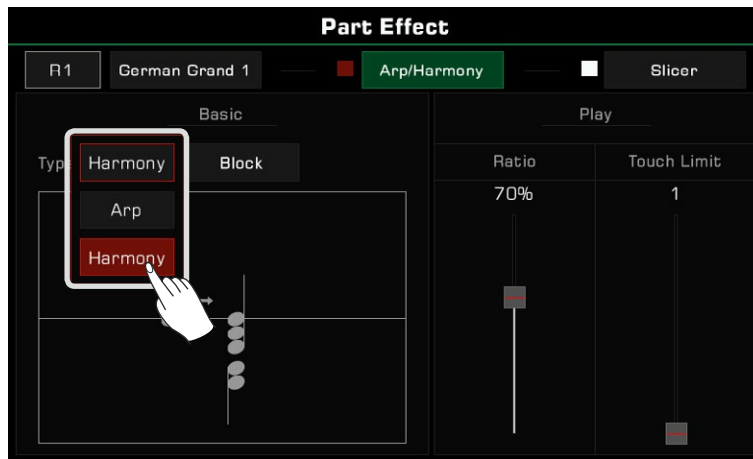 Part Effect
R1 German Grand 1 Arp/Harmony Slicer
Basic Play
Typ Harmony Block Ratio Touch Limit
Arp 70% 1
Harmony